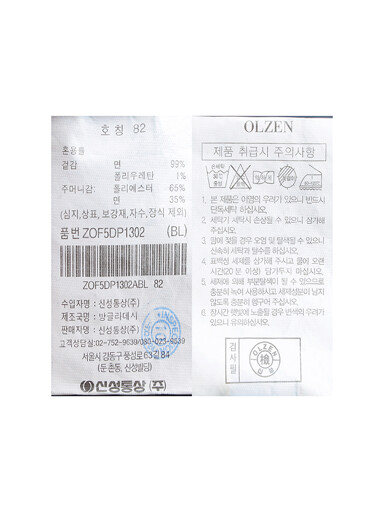 호칭 82
혼용률
겉감 면 99%
폴리우레탄 1%
주머니감: 폴리에스터 65%
면 35%
(심지,상표, 보강재,자수,장식 제외)
품번 ZOF5DP1302 (BL)
ZOF5DP1302ABL 82
수입자명 : 신성통상(주)
제조국명 : 방글라데시
판매자명 : 신성통상(주)
고객상담실: 02-752-9639/080-023-9639
서울시 강동구 풍성로63길 84
(둔촌동, 신성빌딩)
신성통상(주)
OLZEN
제품 취급시 주의사항
1. 본 제품은 이염의 우려가 있으니 반드시
단독세탁 하십시오.
2. 세탁기 세탁시 손상될 수 있으니 삼가해
주십시오.
3. 땀에 젖을 경우 오염 및 탈색될 수 있으니
신속히 세탁과 탈수를 하십시오.
4. 표백성 세제를 삼가해 주시고 물에 오랜
시간(20분 이상) 담가두지 마십시오.
5. 세제에 의해 부분탈색이 될 수 있으므로
충분히 녹여 사용하시고 세제성분이 남지
않도록 충분히 헹구어 주십시오.
6. 장시간 햇빛에 노출될 경우 변색의 우려가
있으니 유의하십시오.
검사필
OLZEN
檢